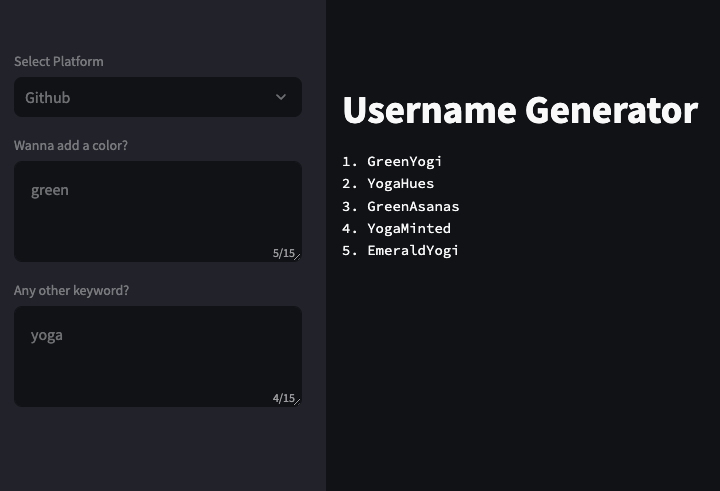 Select Platform
Github
Wanna add a color?
green
5/15
Any other keyword?
yoga
4/15
Username Generator
1. GreenYogi
2. YogaHues
3. GreenAsanas
4. YogaMinted
5. EmeraldYogi